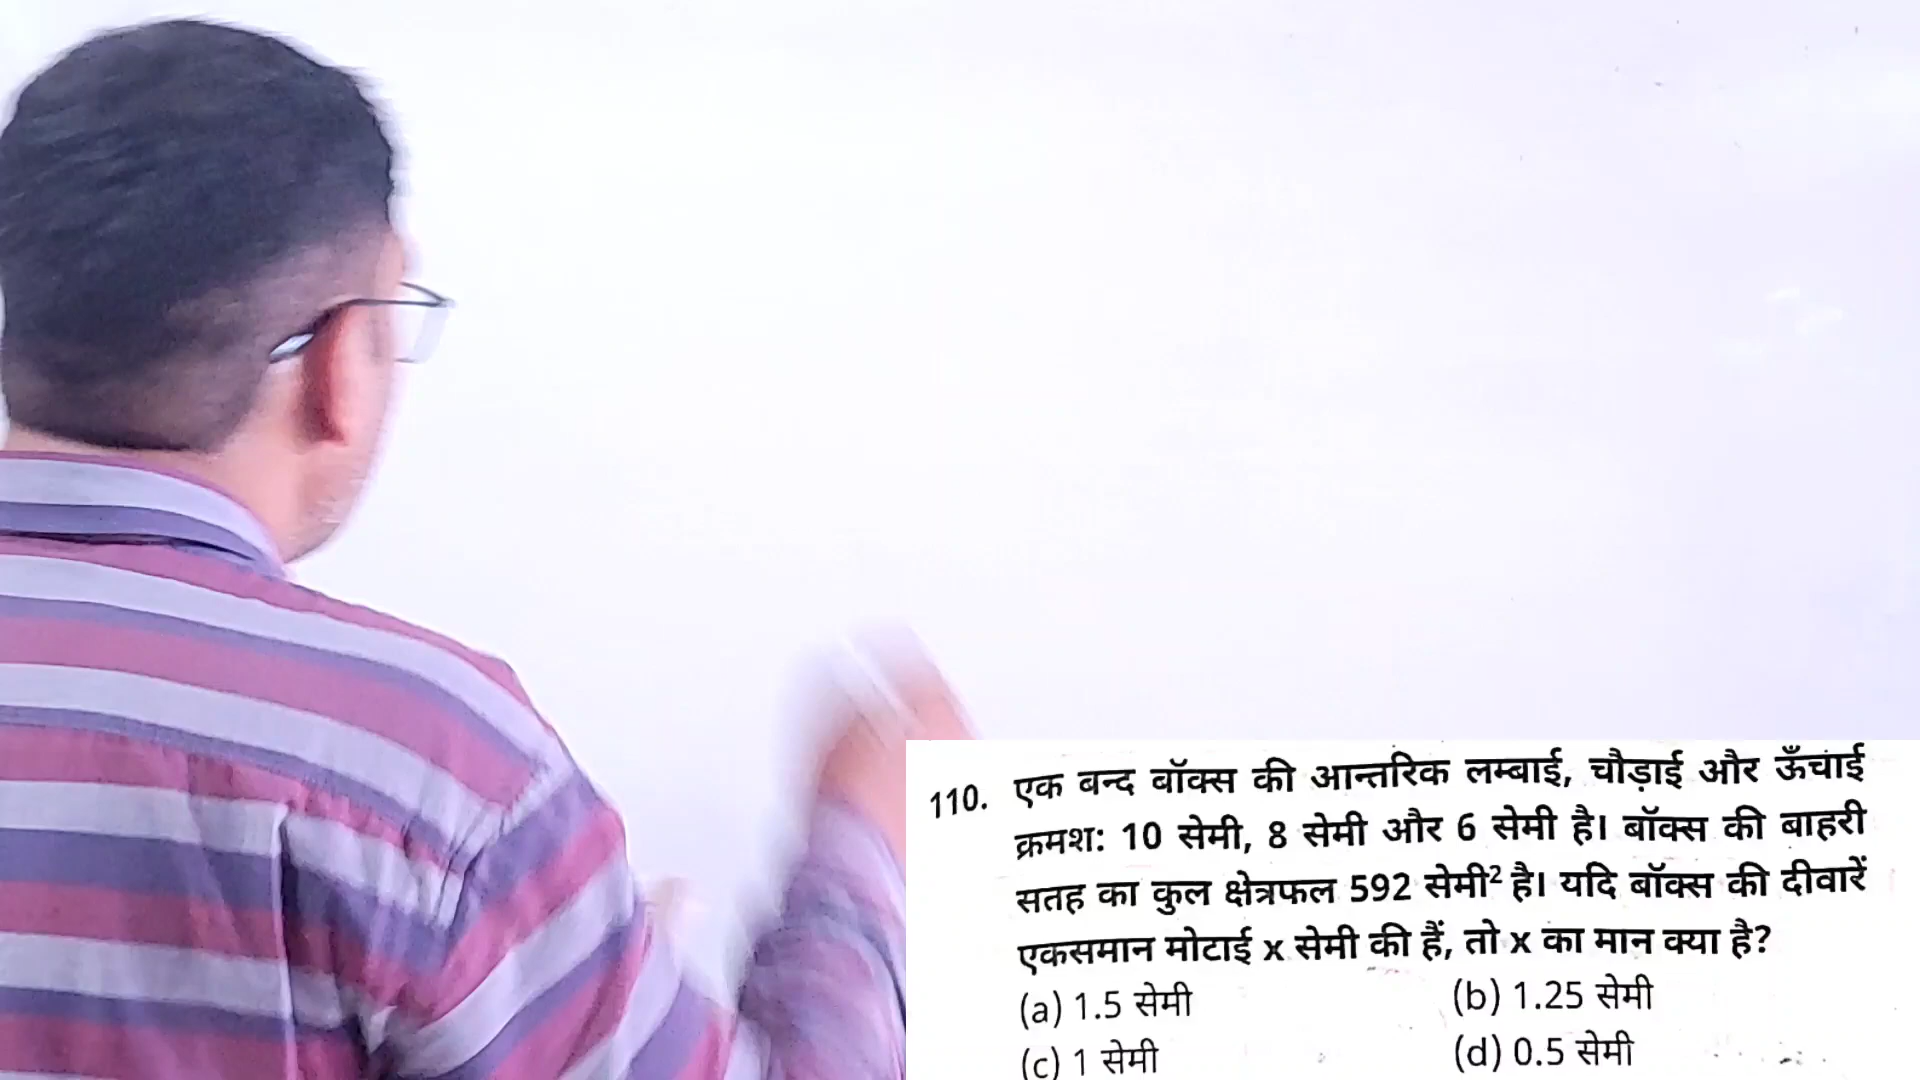 110. एक बन्द बॉक्स की आन्तरिक लम्बाई, चौड़ाई और ऊँचाई
क्रमश: 10 सेमी, 8 सेमी और 6 सेमी है। बॉक्स की बाहरी
सतह का कुल क्षेत्रफल 592 सेमी² है। यदि बॉक्स की दीवारें
एकसमान मोटाई x सेमी की हैं, तो x का मान क्या है?
(a) 1.5 सेमी (b) 1.25 सेमी
(c) 1 सेमी (d) 0.5 सेमी